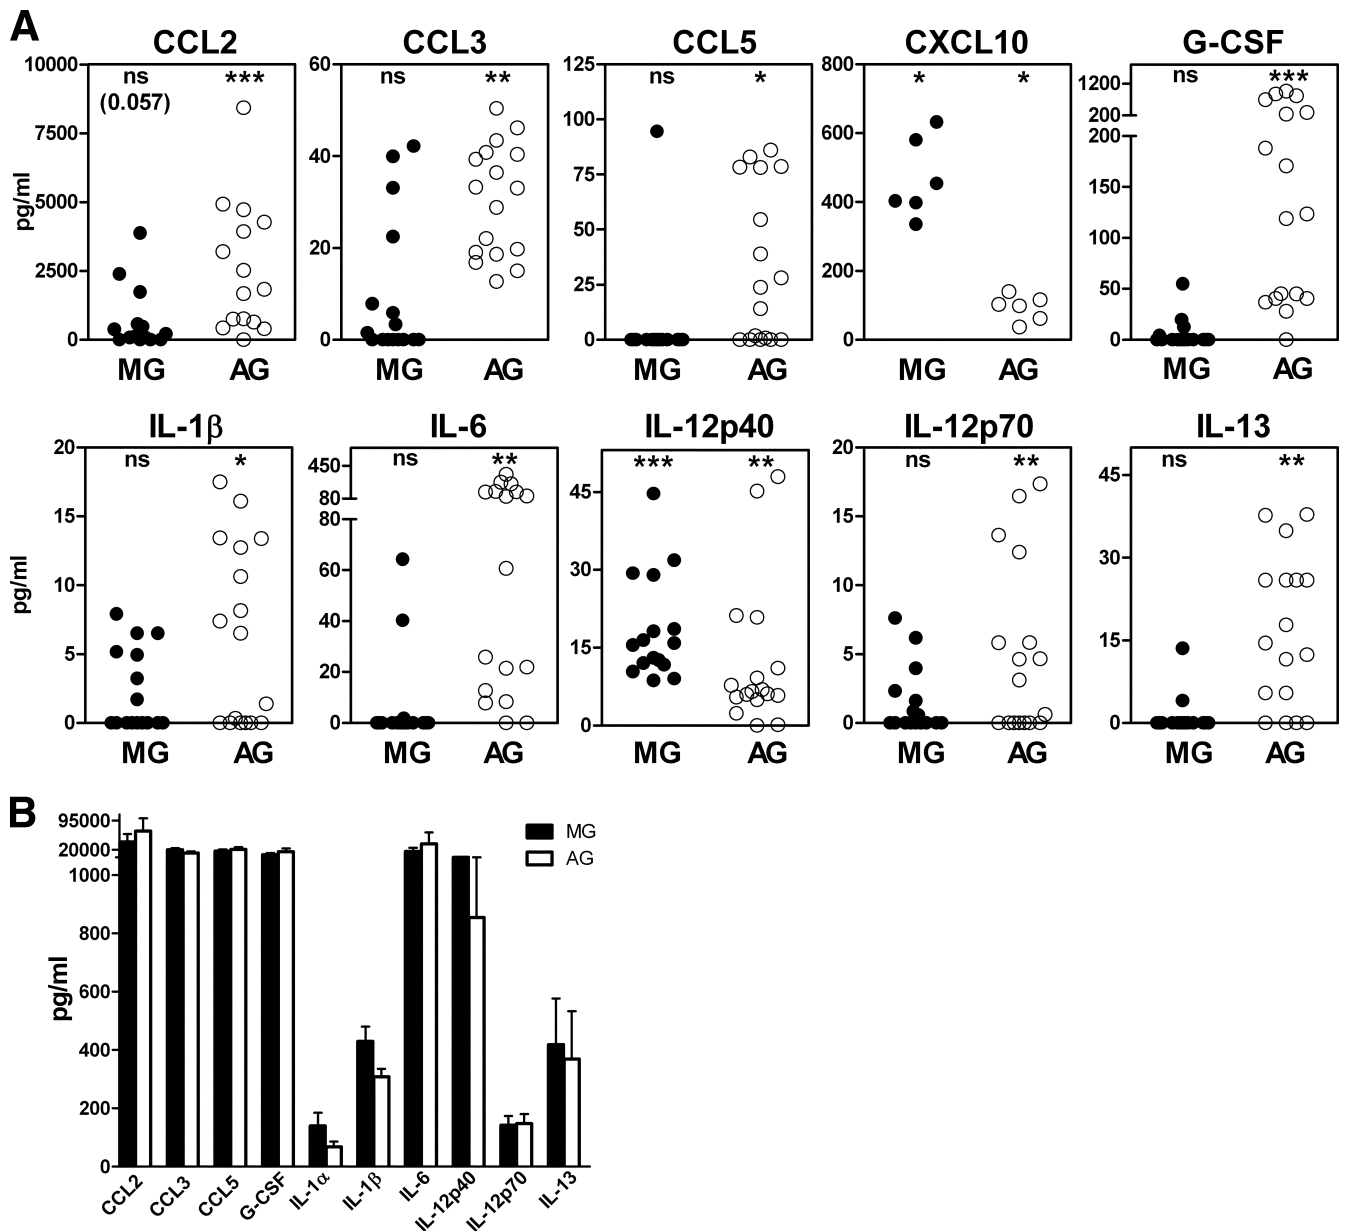 A
CCL2 CCL3 CCL5 CXCL10 G-CSF
pg/ml
10000
7500
5000
2500
0
ns
(0.057)
***
MG AG
60
40
20
0
ns **
MG AG
125
100
75
50
25
0
ns *
MG AG
800
600
400
200
0
* *
MG AG
1200
200
200
150
100
50
0
ns ***
MG AG
IL-1β IL-6 IL-12p40 IL-12p70 IL-13
pg/ml
20
15
10
5
0
ns *
MG AG
450
80
80
60
40
20
0
ns **
MG AG
45
30
15
0
*** **
MG AG
20
15
10
5
0
ns **
MG AG
45
30
15
0
ns **
MG AG
B
pg/ml
95000
20000
1000
800
600
400
200
0
MG
AG
CCL2 CCL3 CCL5 G-CSF IL-1α IL-1β IL-6 IL-12p40 IL-12p70 IL-13